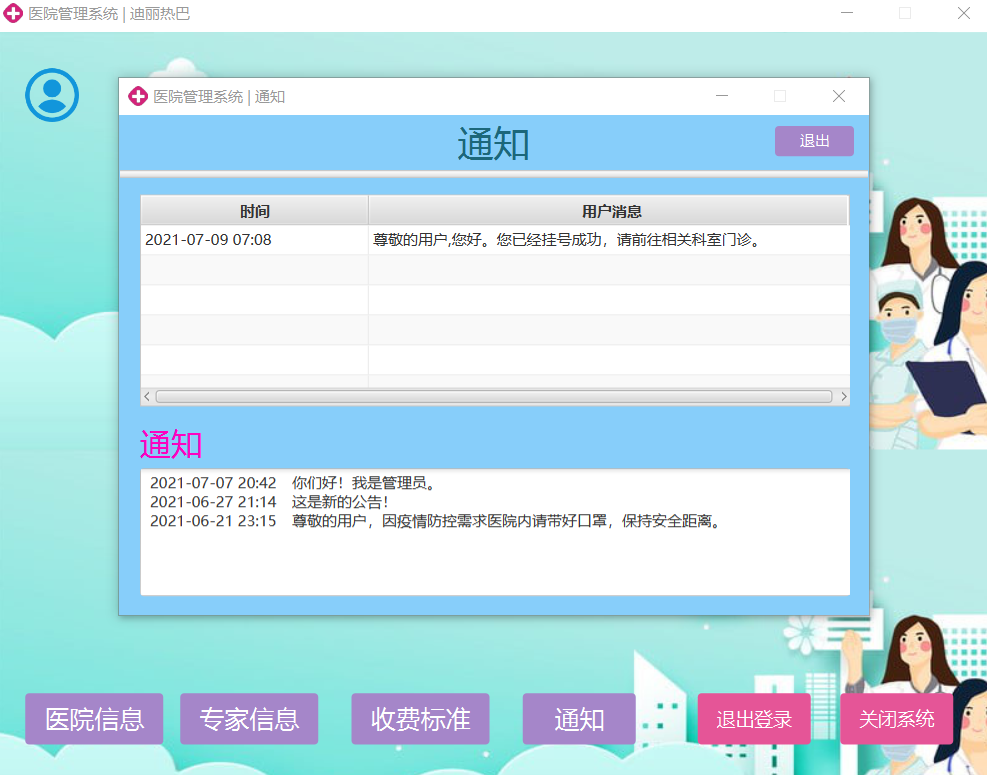 医院管理系统 | 迪丽热巴
医院管理系统 | 通知
通知
退出
时间 用户消息
2021-07-09 07:08 尊敬的用户,您好。您已经挂号成功，请前往相关科室门诊。
通知
2021-07-07 20:42 你们好！我是管理员。
2021-06-27 21:14 这是新的公告！
2021-06-21 23:15 尊敬的用户，因疫情防控需求医院内请带好口罩，保持安全距离。
医院信息 专家信息 收费标准 通知 退出登录 关闭系统